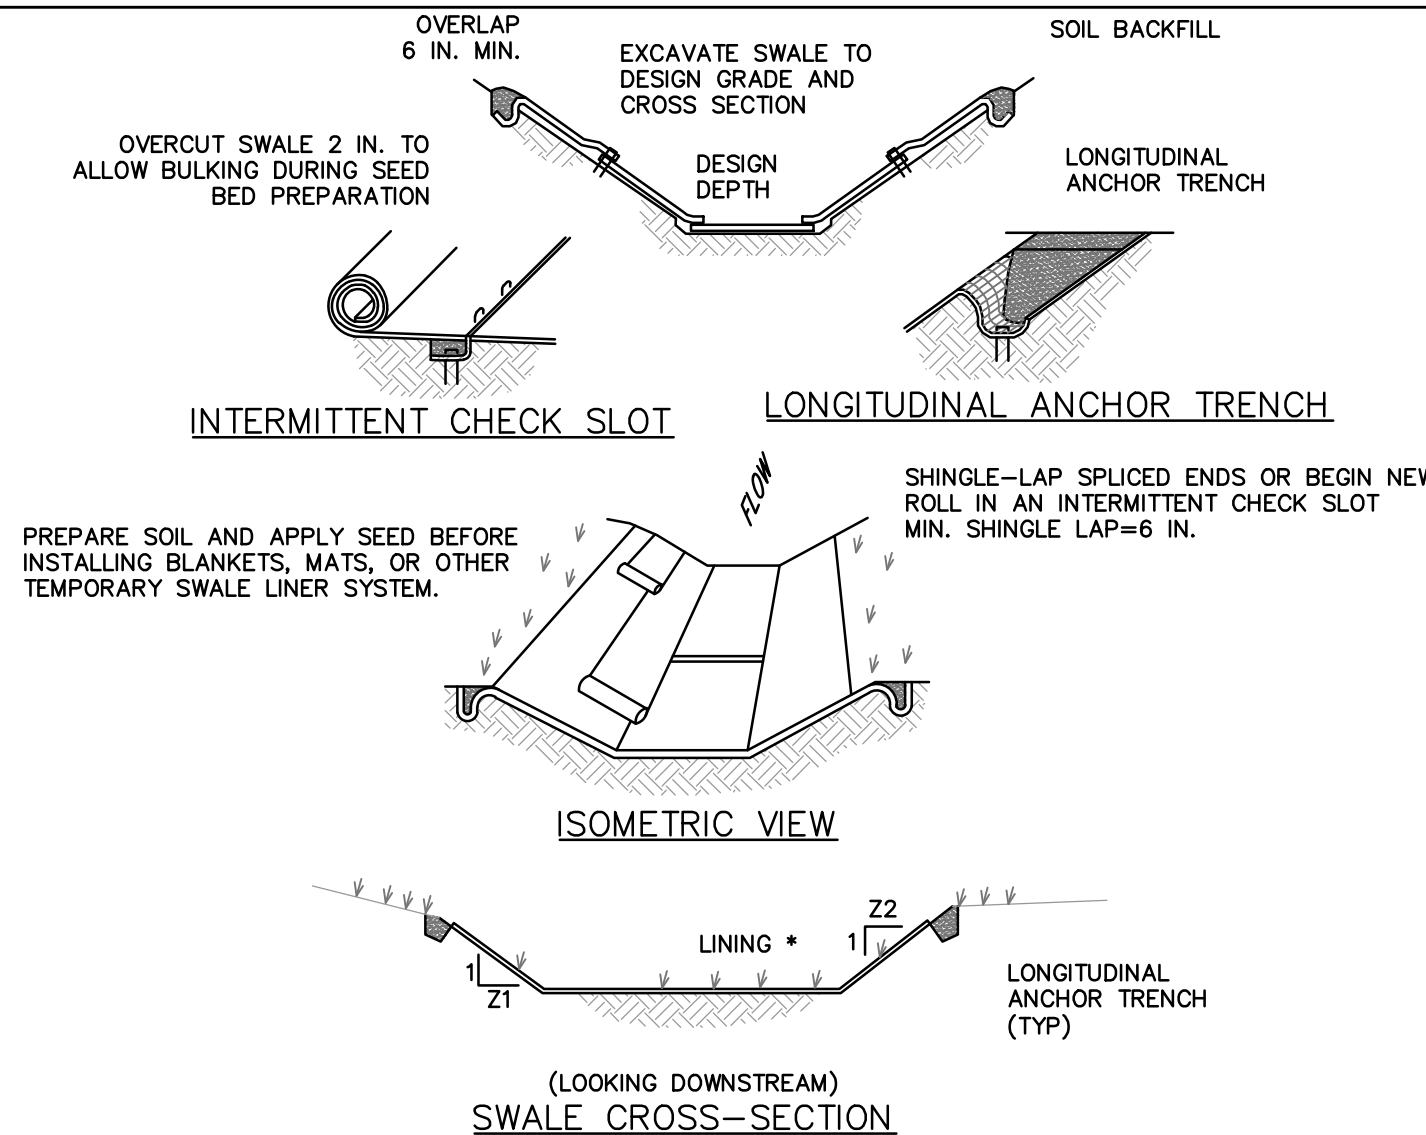 OVERLAP
6 IN. MIN.
EXCAVATE SWALE TO
DESIGN GRADE AND
CROSS SECTION
SOIL BACKFILL
OVERCUT SWALE 2 IN. TO
ALLOW BULKING DURING SEED
BED PREPARATION
DESIGN
DEPTH
LONGITUDINAL
ANCHOR TRENCH
INTERMITTENT CHECK SLOT
LONGITUDINAL ANCHOR TRENCH
FLOW
SHINGLE-LAP SPLICED ENDS OR BEGIN NEW
ROLL IN AN INTERMITTENT CHECK SLOT
MIN. SHINGLE LAP=6 IN.
PREPARE SOIL AND APPLY SEED BEFORE
INSTALLING BLANKETS, MATS, OR OTHER
TEMPORARY SWALE LINER SYSTEM.
ISOMETRIC VIEW
1
Z1
LINING *
Z2
1
LONGITUDINAL
ANCHOR TRENCH
(TYP)
(LOOKING DOWNSTREAM)
SWALE CROSS-SECTION